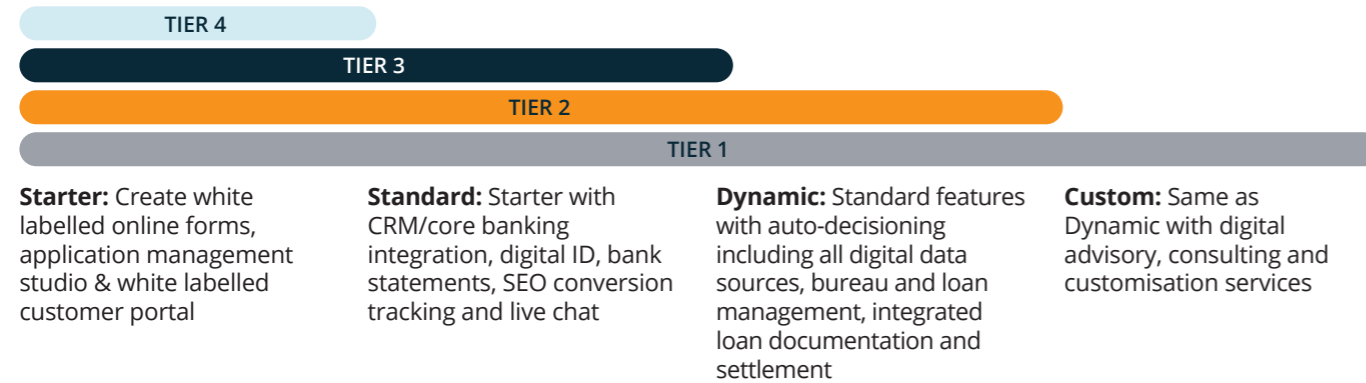 TIER 4
TIER 3
TIER 2
TIER 1
Starter: Create white
labelled online forms,
application management
studio & white labelled
customer portal
Standard: Starter with
CRM/core banking
integration, digital ID, bank
statements, SEO conversion
tracking and live chat
Dynamic: Standard features
with auto-decisioning
including all digital data
sources, bureau and loan
management, integrated
loan documentation and
settlement
Custom: Same as
Dynamic with digital
advisory, consulting and
customisation services